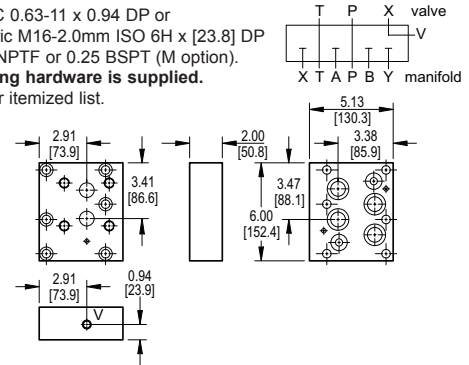 C 0.63-11 x 0.94 DP or
ric M16-2.0mm ISO 6H x [23.8] DP
NPTF or 0.25 BSPT (M option).
ng hardware is supplied.
r itemized list.
T P X valve
V
X T A P B Y manifold
5.13
[130.3]
2.91
[73.9]
2.00
[50.8]
3.38
[85.9]
3.41
[86.6]
3.47
[88.1]
6.00
[152.4]
2.91
[73.9]
0.94
[23.9]
V